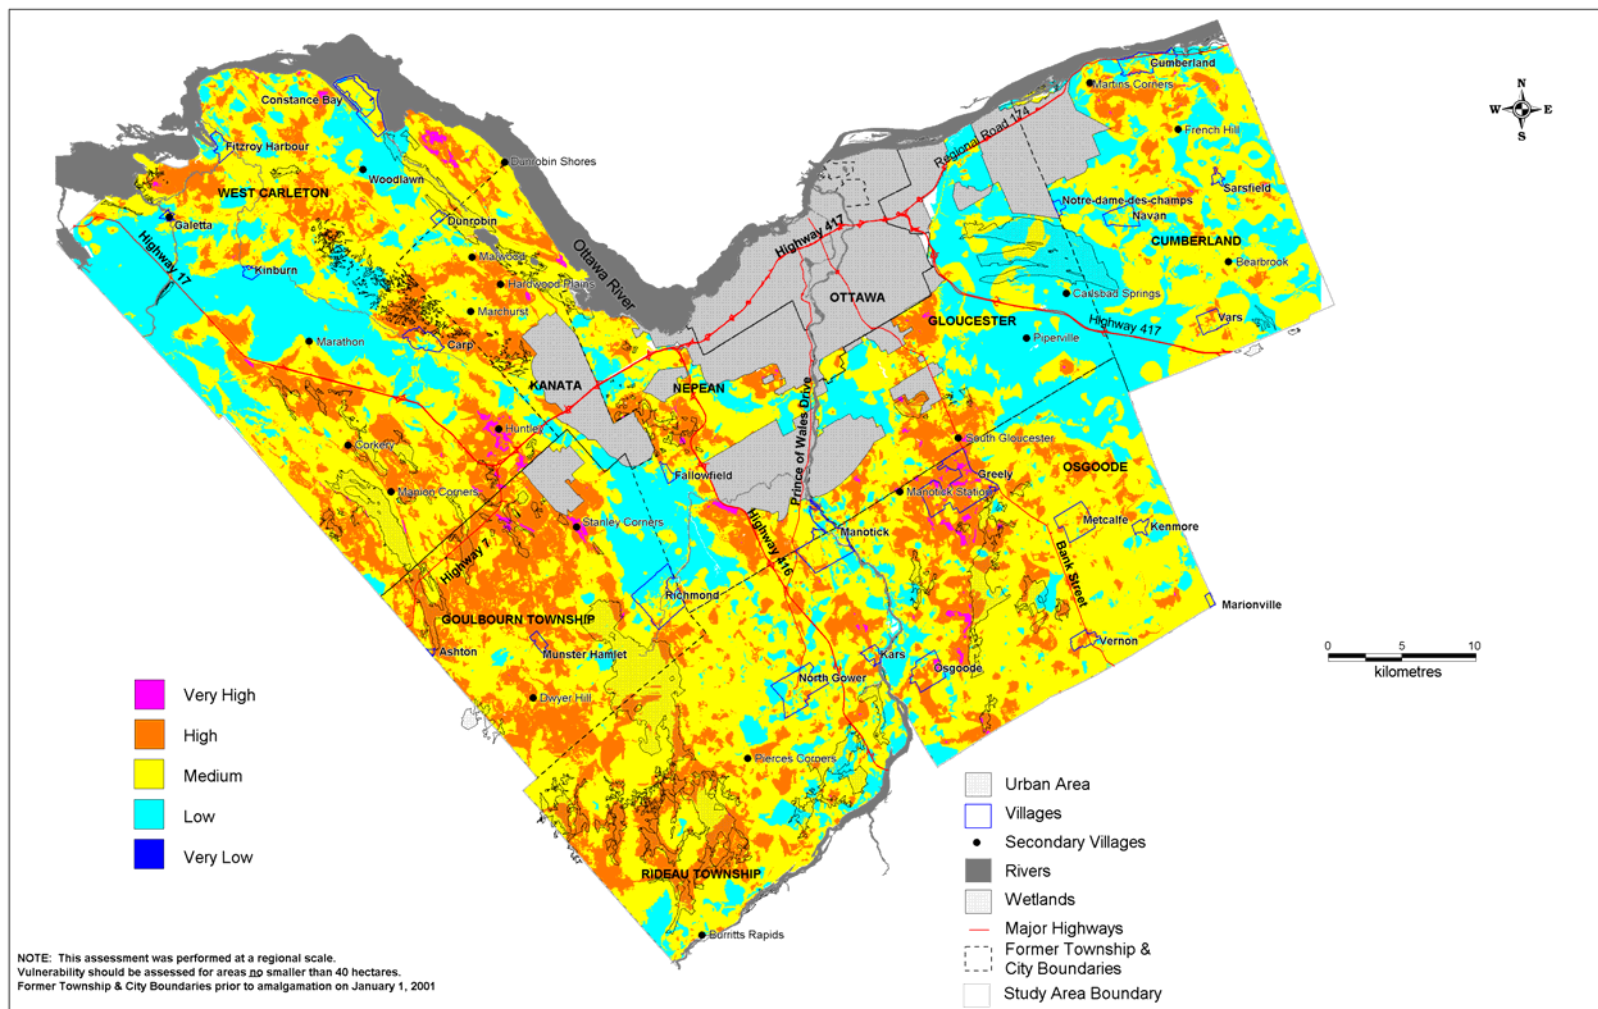 Cumberland
Martins Corners
Constance Bay
Regional Road 174
French Hill
N
W E
S
Fitzroy Harbour
Dunrobin Shores
Woodlawn
WEST CARLETON
Sarsfield
Notre-dame-des-champs
Navan
Galetta
Dunrobin
Highway 417
CUMBERLAND
Highway 17
Malwood
Ottawa River
Bearbrook
Kinburn
Hardwood Plains
OTTAWA
Carlsbad Springs
Marchurst
GLOUCESTER
Highway 417
Vars
Marathon
Carp
Piperville
KANATA
NEPEAN
Prince of Wales Drive
Huntley
Corkery
South Gloucester
OSGOODE
Fallowfield
Greely
Manion Corners
Manotick Station
Stanley Corners
Manotick
Metcalfe
Kenmore
Highway 7
Highway 416
Bank Street
Richmond
Marionville
GOULBOURN TOWNSHIP
Ashton
Munster Hamlet
Vernon
Kars
Osgoode
North Gower
0 5 10
kilometres
Dwyer Hill
Very High
High
Medium
Low
Very Low
Pierces Corners
RIDEAU TOWNSHIP
Burritts Rapids
Urban Area
Villages
Secondary Villages
Rivers
Wetlands
Major Highways
Former Township &
City Boundaries
Study Area Boundary
NOTE: This assessment was performed at a regional scale.
Vulnerability should be assessed for areas no smaller than 40 hectares.
Former Township & City Boundaries prior to amalgamation on January 1, 2001